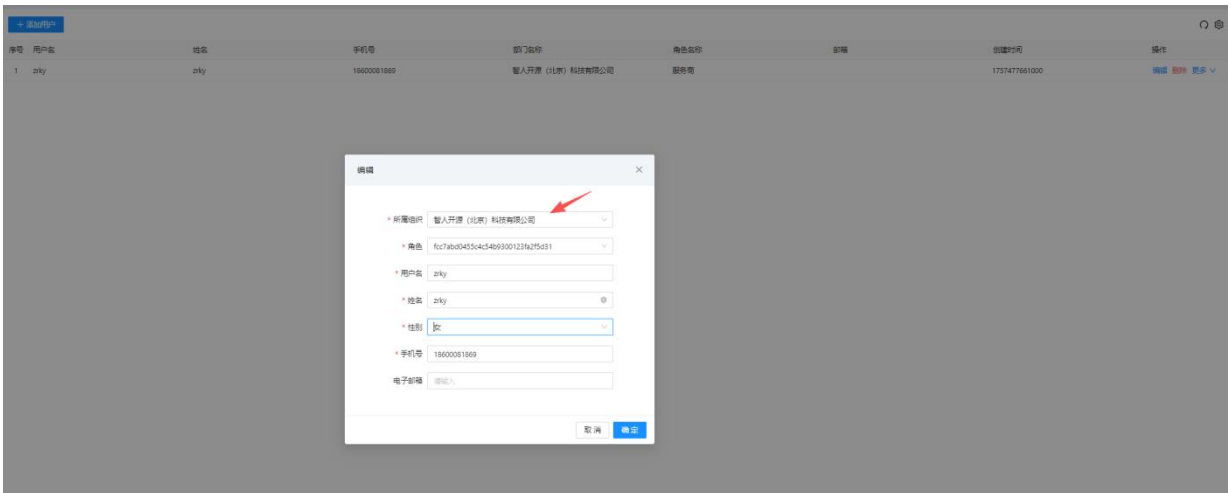 + 添加用户
序号 用户名 姓名 手机号 部门名称 角色名称 邮箱 创建时间 操作
1 zrky zrky 18600081869 智人开源（北京）科技有限公司 服务商 1757477661000 编辑 删除 更多
编辑
* 所属组织 智人开源（北京）科技有限公司
* 角色 fcc7abd0455c4c54b9300123fa2f5d31
* 用户名 zrky
* 姓名 zrky
* 性别 女
* 手机号 18600081869
电子邮箱 请输入
取消 确定